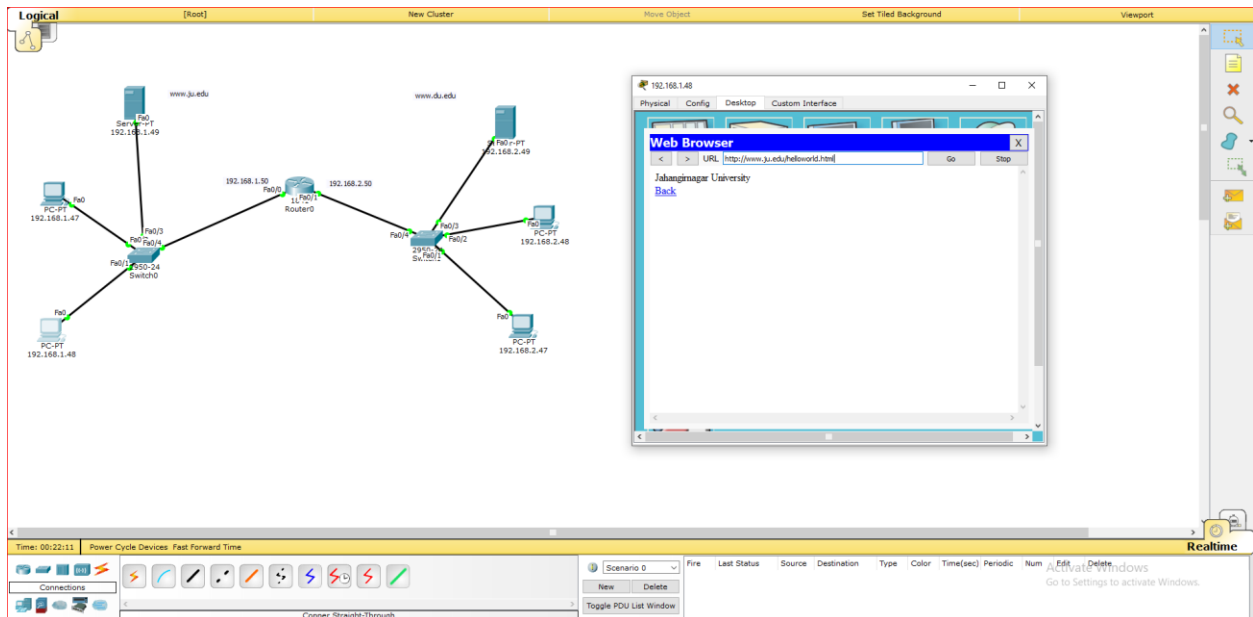 Logical [Root] New Cluster Move Object Set Tiled Background Viewport
www.ju.edu
www.du.edu
Fa0
Server-PT
192.168.1.49
Fa0
192.168.2.49
192.168.1.50
192.168.2.50
Fa0/0
Fa0/1
Router0
Fa0
PC-PT
192.168.1.47
Fa0/3
Fa0/4
Fa0/1
2950-24
Switch0
Fa0
PC-PT
192.168.1.48
Fa0/3
Fa0/4
Fa0/2
Fa0/1
Fa0
PC-PT
192.168.2.48
Fa0
PC-PT
192.168.2.47
192.168.1.48
Physical Config Desktop Custom Interface
Web Browser X
< > URL http://www.ju.edu/helloworld.html Go Stop
Jahangirnagar University
Back
Time: 00:22:11 Power Cycle Devices Fast Forward Time Realtime
Connections
Scenario 0
New Delete
Toggle PDU List Window
Fire Last Status Source Destination Type Color Time(sec) Periodic Num Edit Delete
Activate Windows
Go to Settings to activate Windows.
Copper Straight-Through